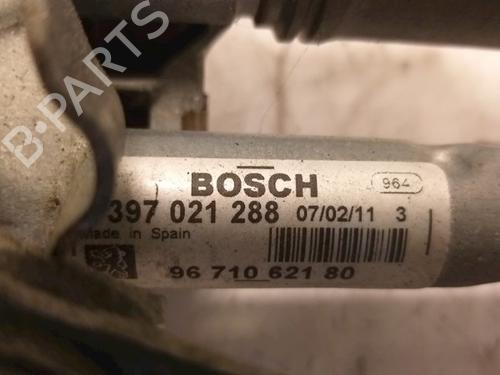 B-PARTS
BOSCH 964
397 021 288 07/02/11 3
Made in Spain
96 710 621 80